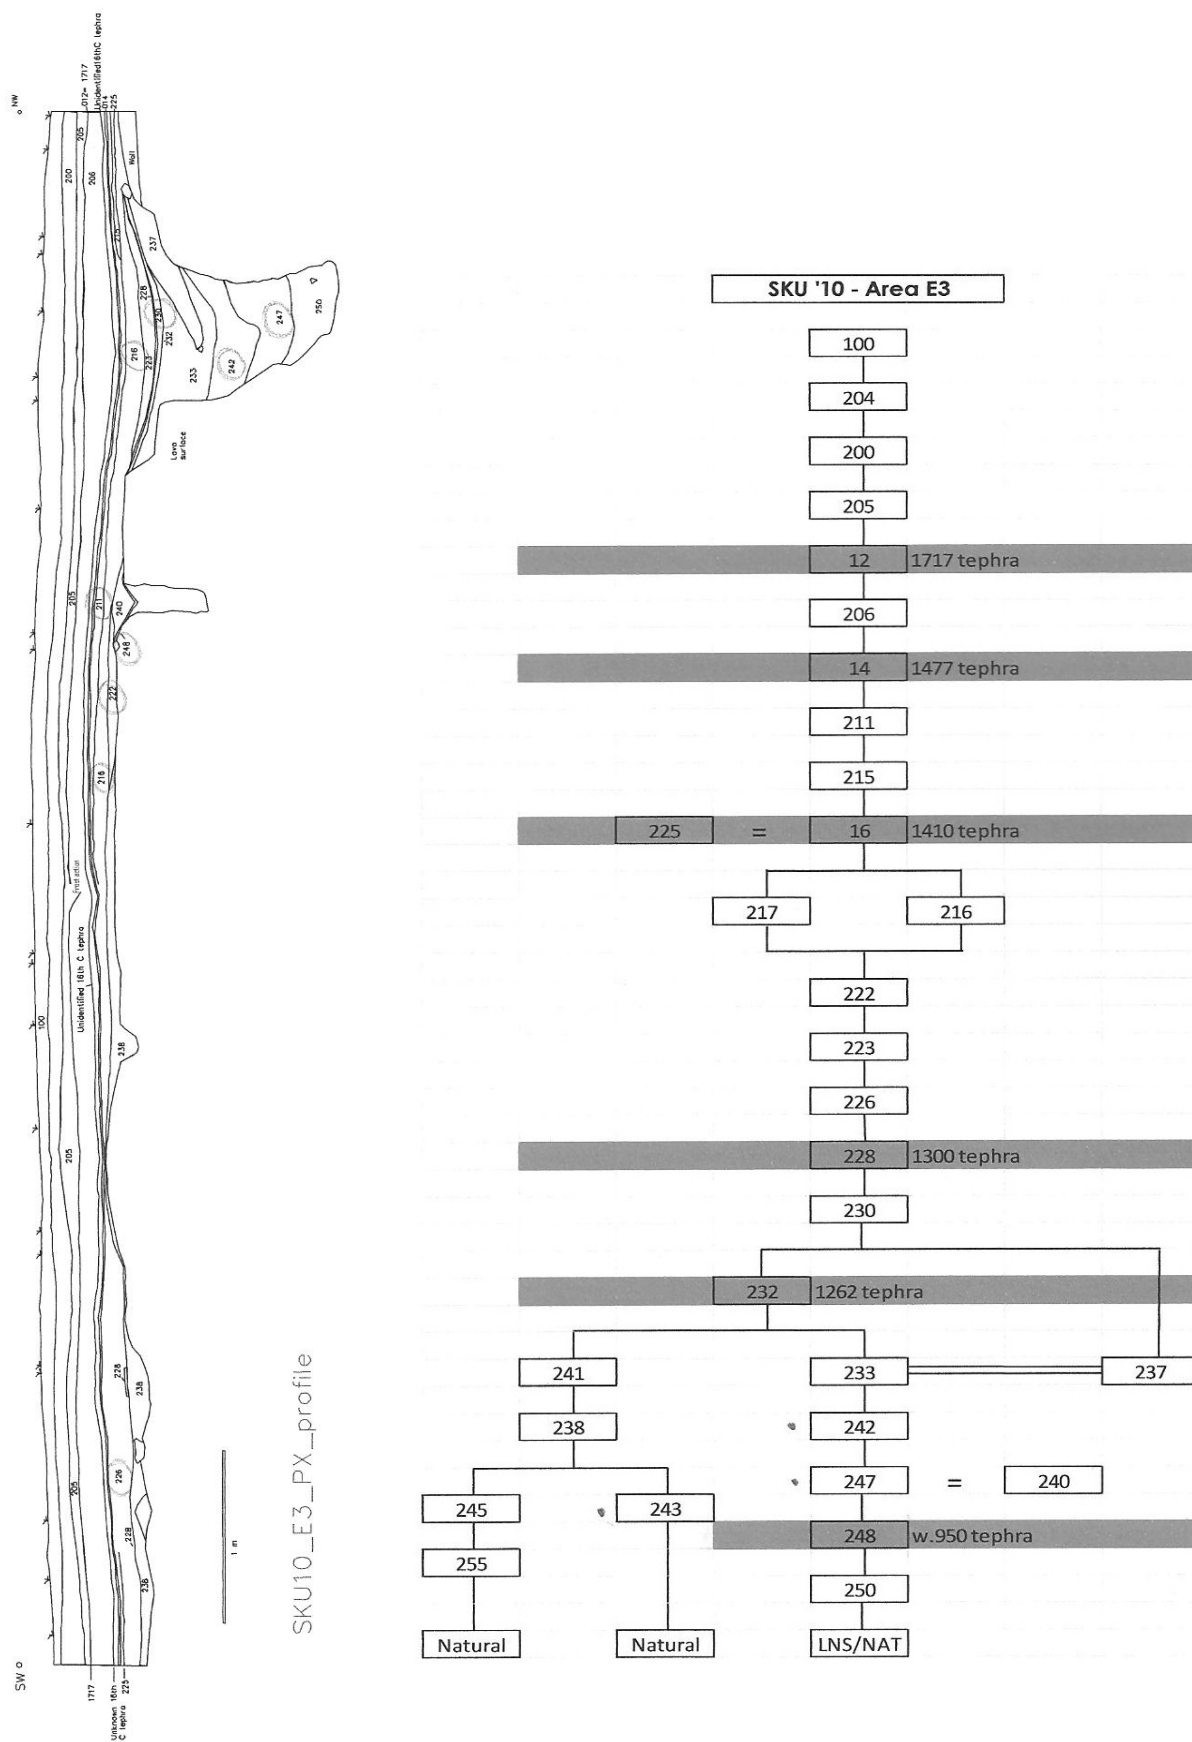 NW
012= 1717
Unidentified16thC tephra
014
225
200
205
206
Wall
215
237
228
230
232
216
223
233
242
247
250
Lava
surface
205
211
240
248
222
216
Frost action
Unidentified 16th C tephra
100
238
205
228
238
226
205
228
238
SW
1717
Unknown 16th
C tephra
225
1 m
SKU10_E3_PX_profile
SKU '10 - Area E3
100
204
200
205
12 1717 tephra
206
14 1477 tephra
211
215
225 = 16 1410 tephra
217 216
222
223
226
228 1300 tephra
230
232 1262 tephra
241 233 237
238 242
247 = 240
245 243
248 w.950 tephra
255
250
Natural Natural LNS/NAT